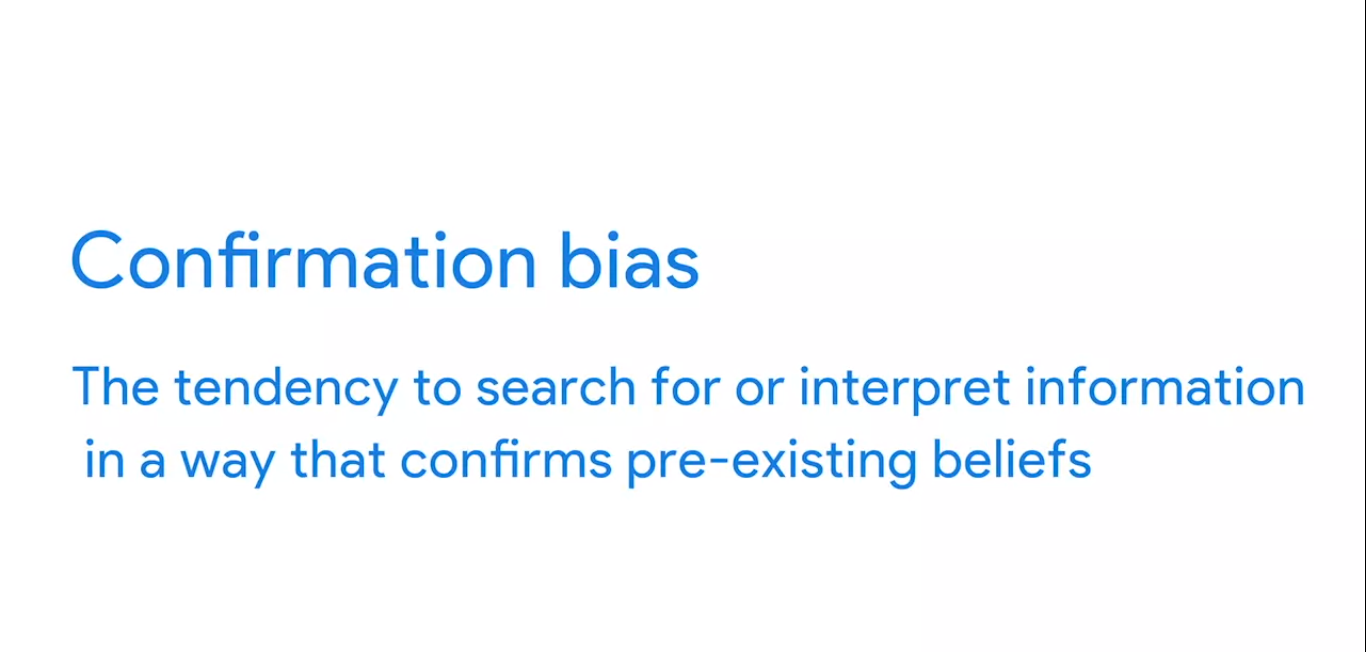 Confirmation bias
The tendency to search for or interpret information
in a way that confirms pre-existing beliefs